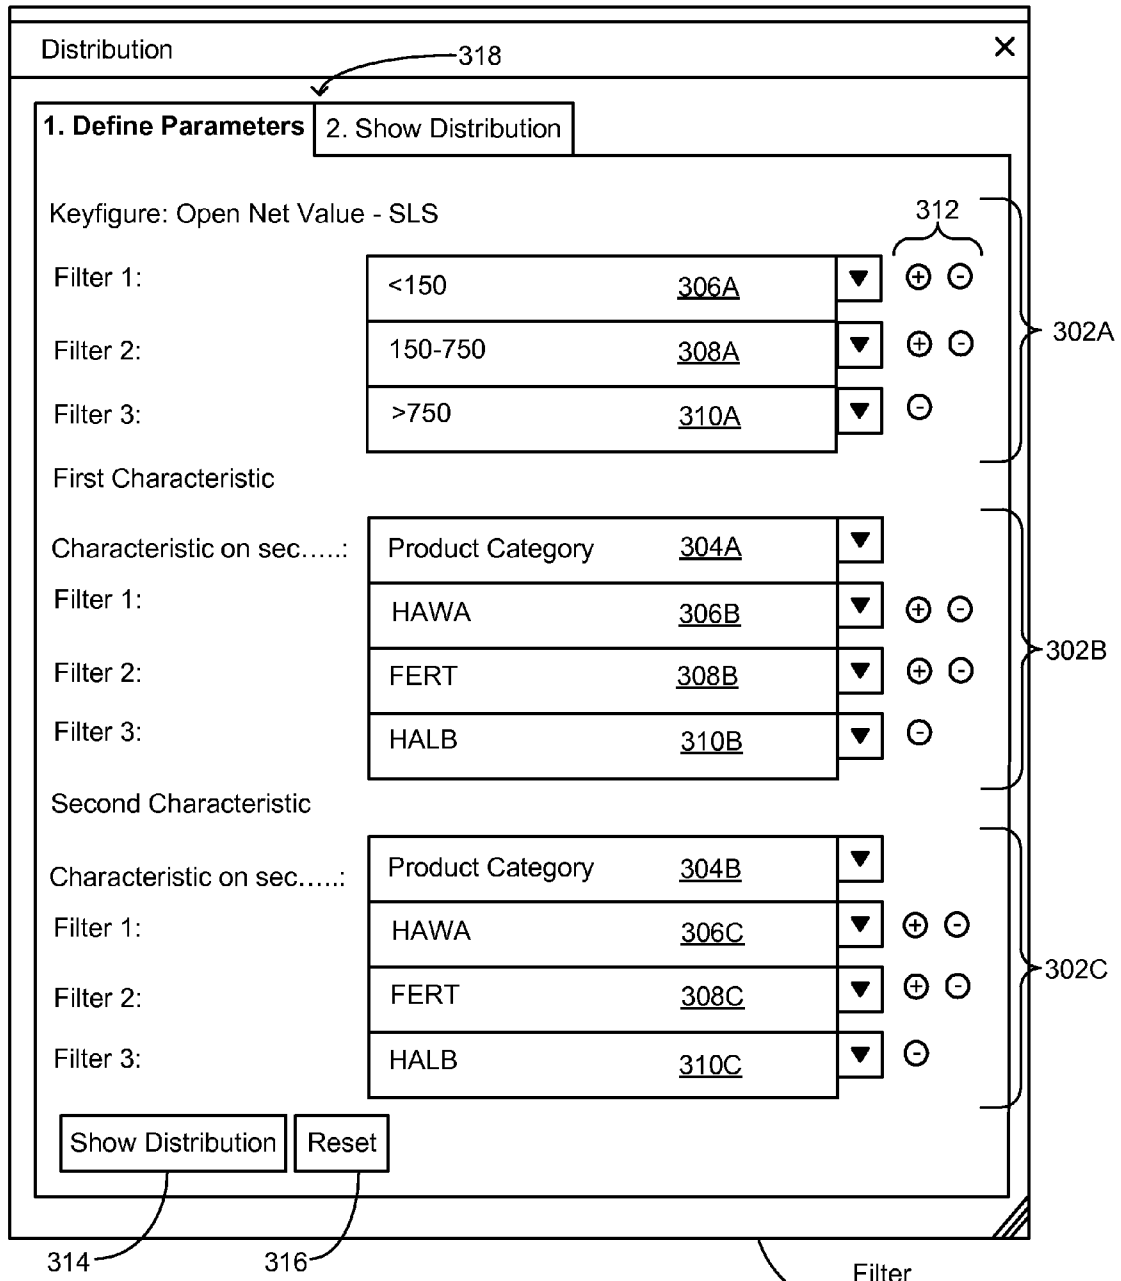 Distribution
318
1. Define Parameters 2. Show Distribution
Keyfigure: Open Net Value - SLS
312
Filter 1: <150 306A
302A
Filter 2: 150-750 308A
Filter 3: >750 310A
First Characteristic
Characteristic on sec.....: Product Category 304A
Filter 1: HAWA 306B
302B
Filter 2: FERT 308B
Filter 3: HALB 310B
Second Characteristic
Characteristic on sec.....: Product Category 304B
Filter 1: HAWA 306C
302C
Filter 2: FERT 308C
Filter 3: HALB 310C
Show Distribution Reset
314 316
Filter